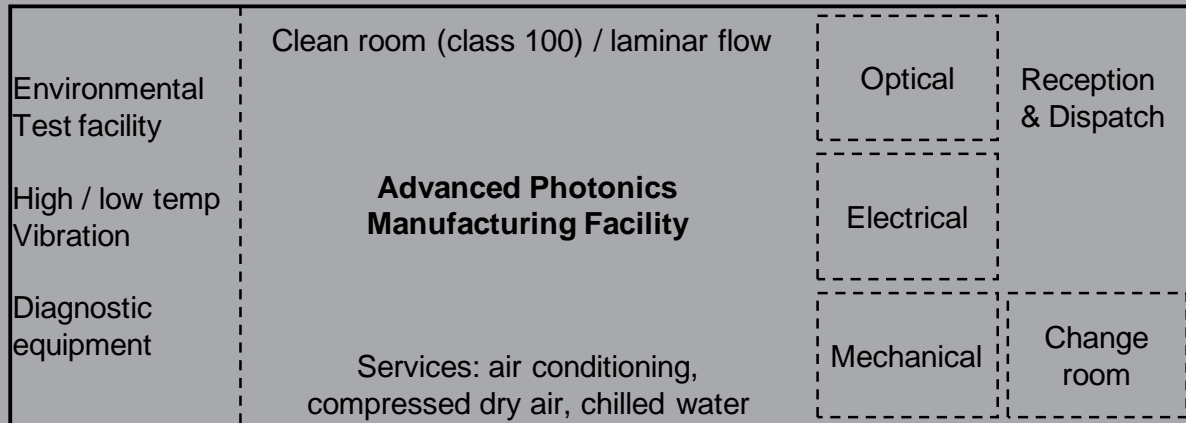 Environmental
Test facility
High / low temp
Vibration
Diagnostic
equipment
Clean room (class 100) / laminar flow
Advanced Photonics
Manufacturing Facility
Services: air conditioning,
compressed dry air, chilled water
Optical
Electrical
Mechanical
Reception
& Dispatch
Change
room